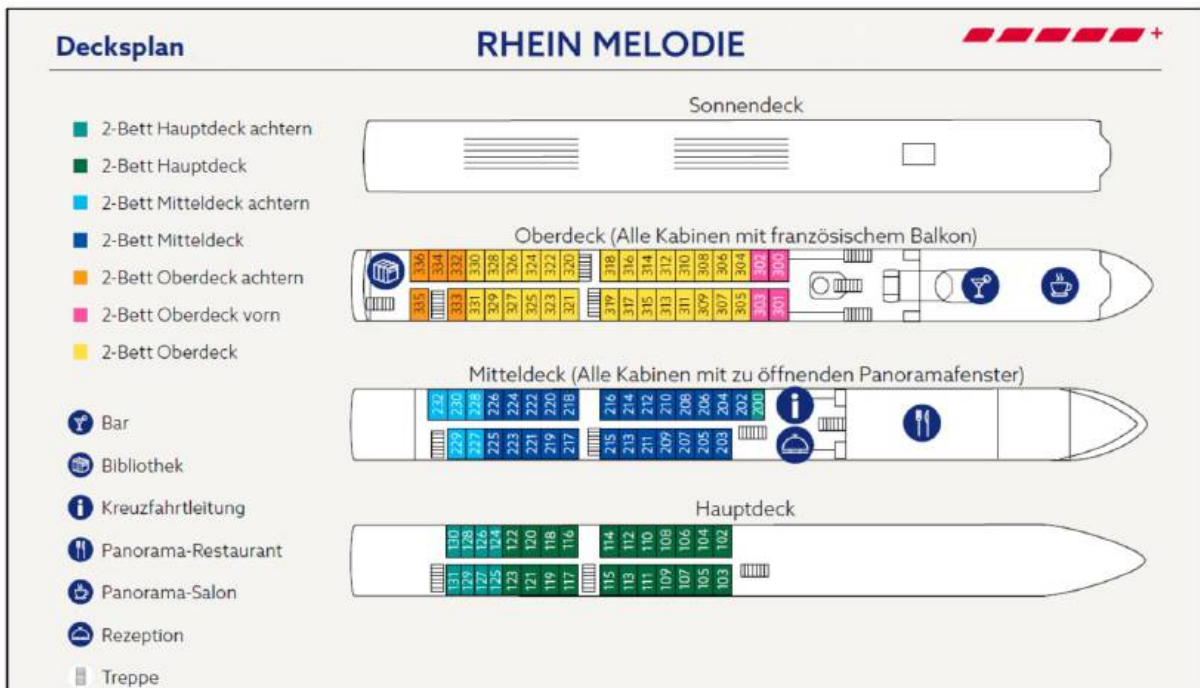 Decksplan
RHEIN MELODIE
+
2-Bett Hauptdeck achtern
2-Bett Hauptdeck
2-Bett Mitteldeck achtern
2-Bett Mitteldeck
2-Bett Oberdeck achtern
2-Bett Oberdeck vorn
2-Bett Oberdeck
Bar
Bibliothek
Kreuzfahrtleitung
Panorama-Restaurant
Panorama-Salon
Rezeption
Treppe
Sonnendeck
Oberdeck (Alle Kabinen mit französischem Balkon)
336 334 332 330 328 326 324 322 320 318 316 314 312 310 308 306 304 302 300
335 333 331 329 327 325 323 321 319 317 315 313 311 309 307 305 303 301
Mitteldeck (Alle Kabinen mit zu öffnenden Panoramafenster)
232 230 228 226 224 222 220 218 216 214 212 210 208 206 204 202 200
229 227 225 223 221 219 217 215 213 211 209 207 205 203
Hauptdeck
130 128 126 124 122 120 118 116 114 112 110 108 106 104 102
131 129 127 125 123 121 119 117 115 113 111 109 107 105 103